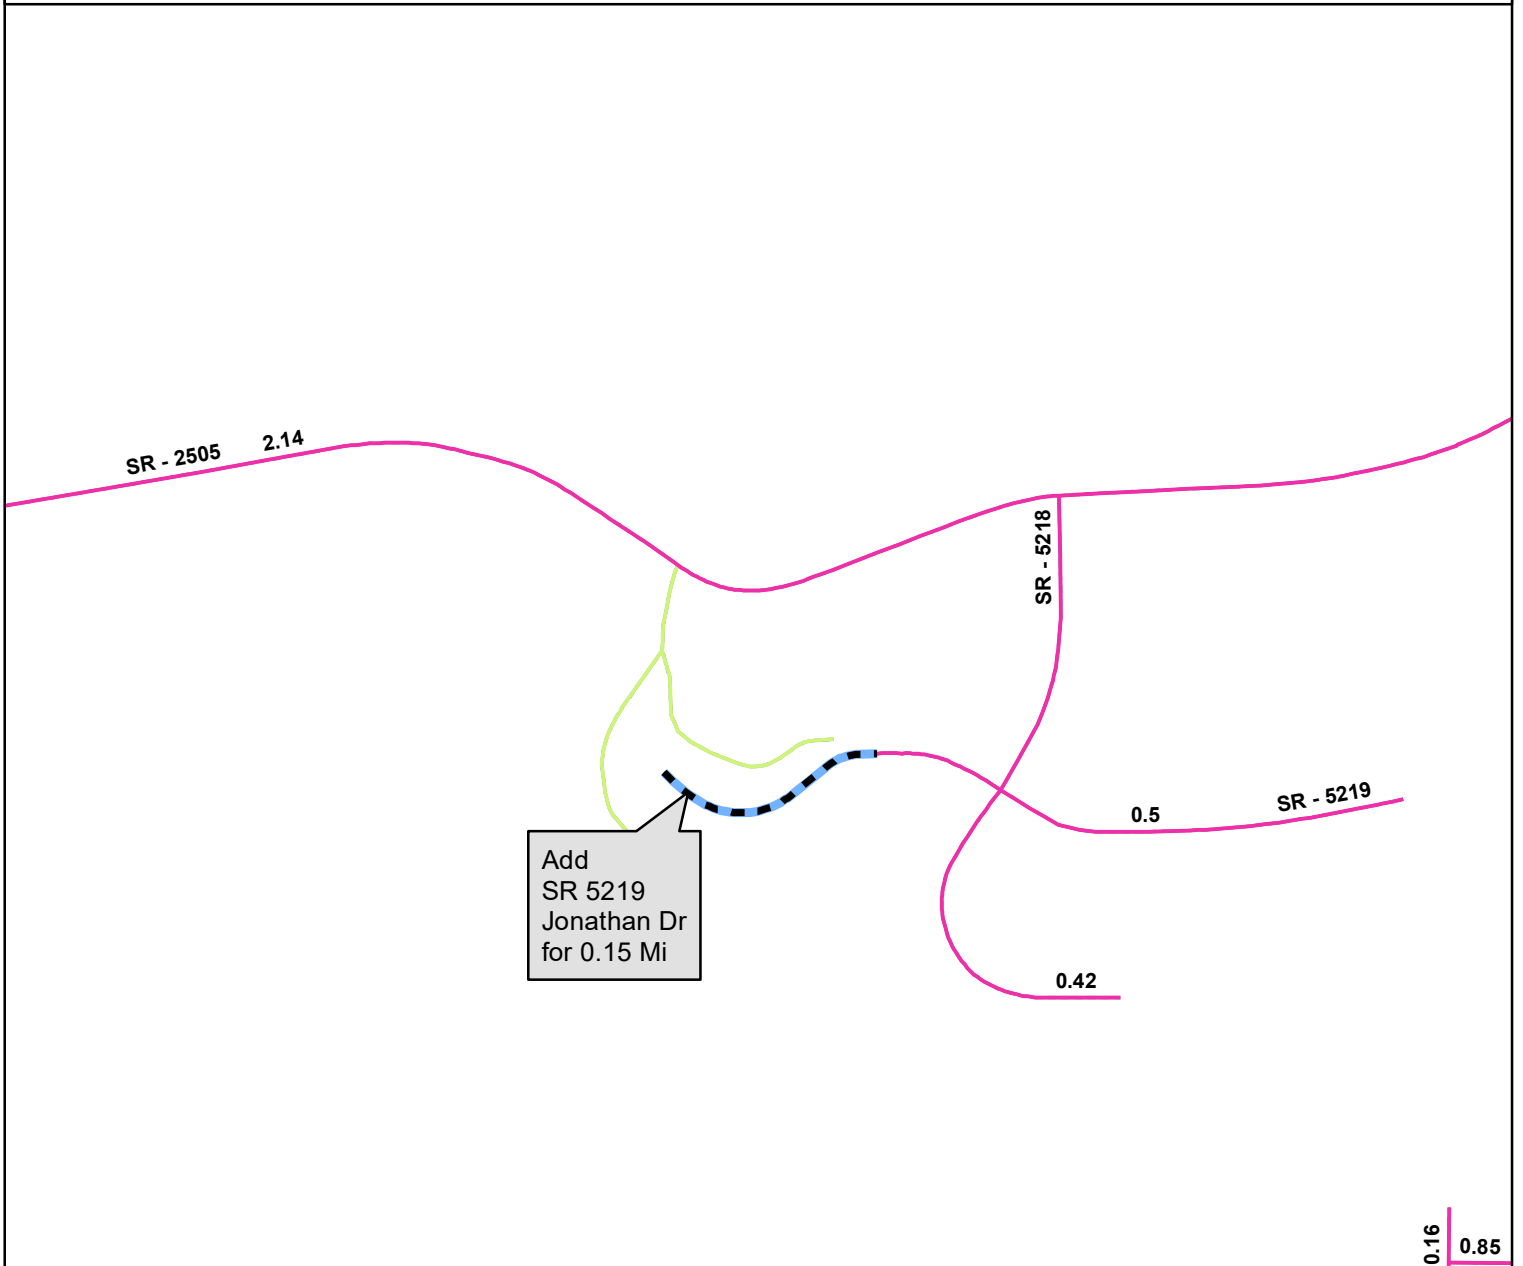 SR - 2505 2.14
SR - 5218
SR - 5219
0.5
Add
SR 5219
Jonathan Dr
for 0.15 Mi
0.42
0.16
0.85